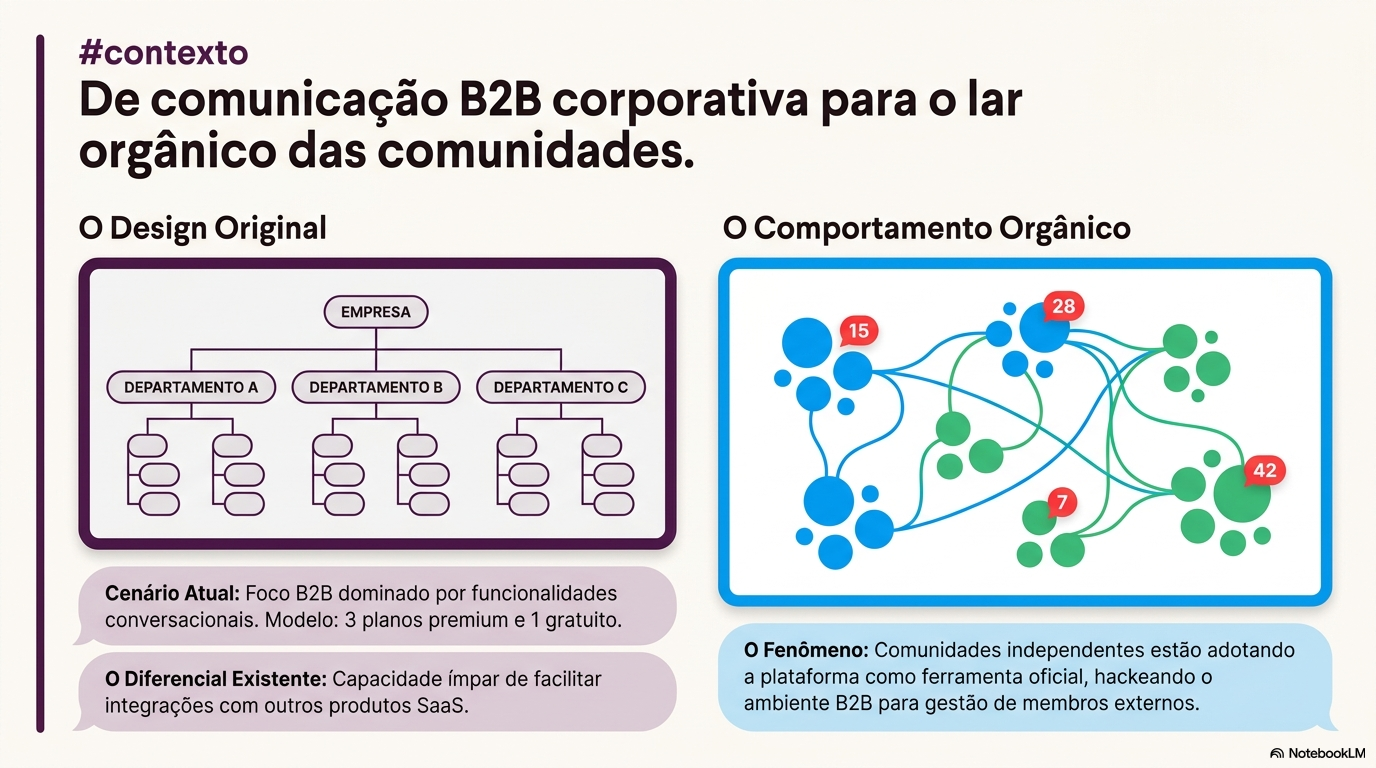 #contexto
De comunicação B2B corporativa para o lar
orgânico das comunidades.
O Design Original
EMPRESA
DEPARTAMENTO A
DEPARTAMENTO B
DEPARTAMENTO C
Cenário Atual: Foco B2B dominado por funcionalidades
conversacionais. Modelo: 3 planos premium e 1 gratuito.
O Diferencial Existente: Capacidade ímpar de facilitar
integrações com outros produtos SaaS.
O Comportamento Orgânico
15
28
42
7
O Fenômeno: Comunidades independentes estão adotando
a plataforma como ferramenta oficial, hackeando o
ambiente B2B para gestão de membros externos.
NotebookLM